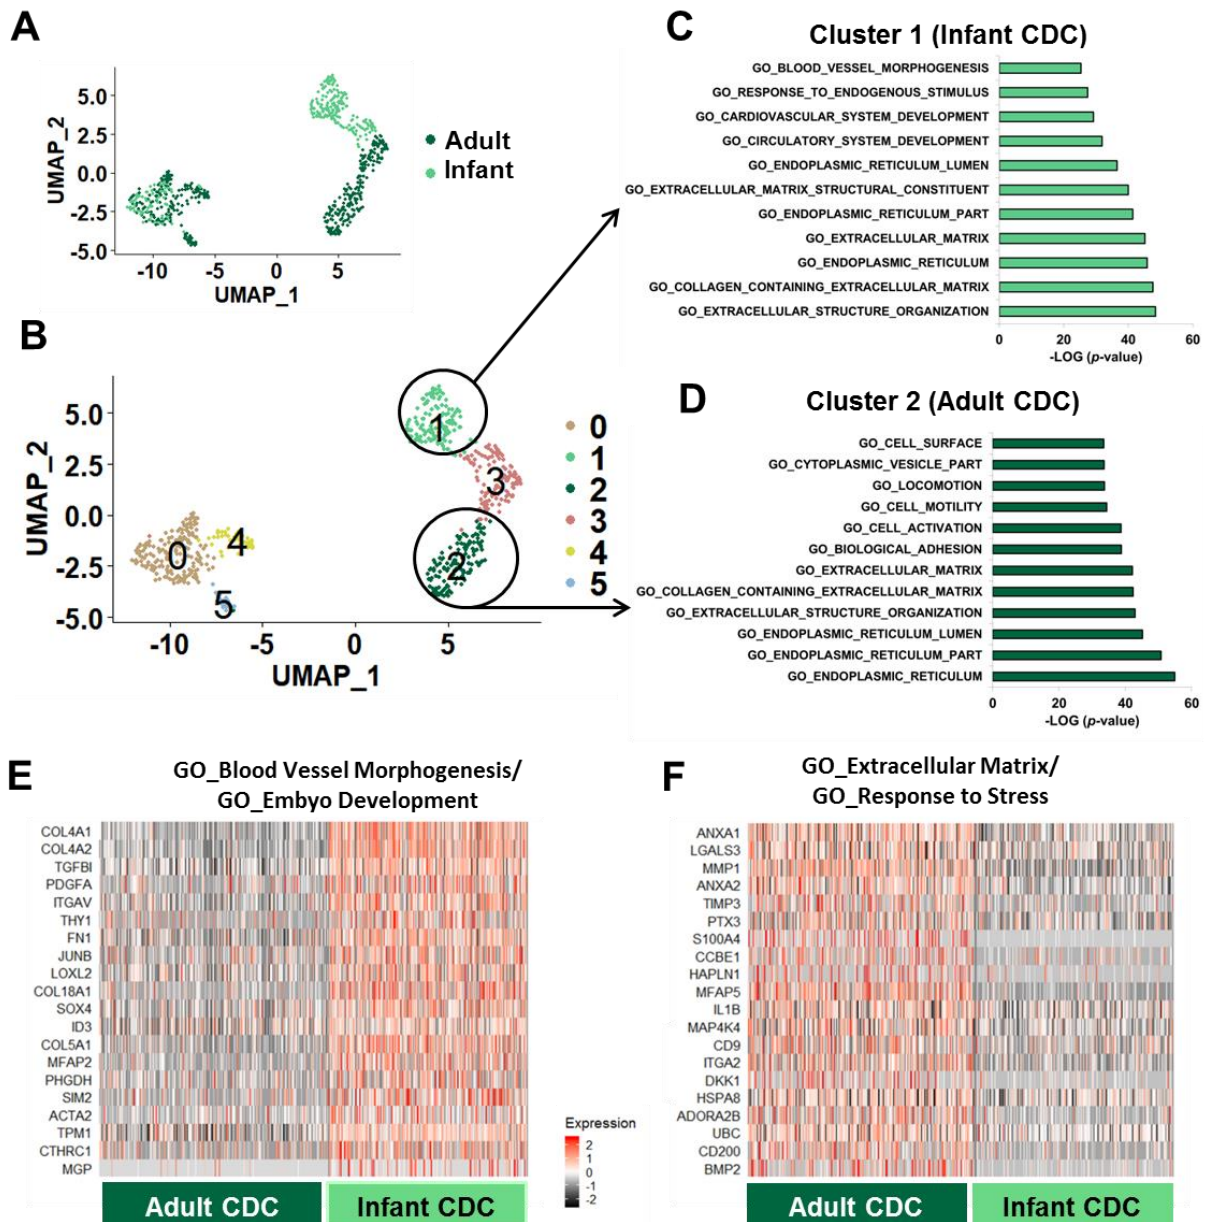 A
UMAP_2
5.0
2.5
0.0
-2.5
-5.0
-10
-5
0
5
UMAP_1
Adult
Infant
B
UMAP_2
5.0
2.5
0.0
-2.5
-5.0
-10
-5
0
5
UMAP_1
0
1
2
3
4
5
0
1
2
3
4
5
C
Cluster 1 (Infant CDC)
GO_BLOOD_VESSEL_MORPHOGENESIS
GO_RESPONSE_TO_ENDOGENOUS_STIMULUS
GO_CARDIOVASCULAR_SYSTEM_DEVELOPMENT
GO_CIRCULATORY_SYSTEM_DEVELOPMENT
GO_ENDOPLASMIC_RETICULUM_LUMEN
GO_EXTRACELLULAR_MATRIX_STRUCTURAL_CONSTITUENT
GO_ENDOPLASMIC_RETICULUM_PART
GO_EXTRACELLULAR_MATRIX
GO_ENDOPLASMIC_RETICULUM
GO_COLLAGEN_CONTAINING_EXTRACELLULAR_MATRIX
GO_EXTRACELLULAR_STRUCTURE_ORGANIZATION
0 20 40 60
-LOG (p-value)
D
Cluster 2 (Adult CDC)
GO_CELL_SURFACE
GO_CYTOPLASMIC_VESICLE_PART
GO_LOCOMOTION
GO_CELL_MOTILITY
GO_CELL_ACTIVATION
GO_BIOLOGICAL_ADHESION
GO_EXTRACELLULAR_MATRIX
GO_COLLAGEN_CONTAINING_EXTRACELLULAR_MATRIX
GO_EXTRACELLULAR_STRUCTURE_ORGANIZATION
GO_ENDOPLASMIC_RETICULUM_LUMEN
GO_ENDOPLASMIC_RETICULUM_PART
GO_ENDOPLASMIC_RETICULUM
0 20 40 60
-LOG (p-value)
E
GO_Blood Vessel Morphogenesis/
GO_Embyo Development
COL4A1
COL4A2
TGFBI
PDGFA
ITGAV
THY1
FN1
JUNB
LOXL2
COL18A1
SOX4
ID3
COL5A1
MFAP2
PHGDH
SIM2
ACTA2
TPM1
CTHRC1
MGP
Adult CDC
Infant CDC
Expression
2
1
0
-1
-2
F
GO_Extracellular Matrix/
GO_Response to Stress
ANXA1
LGALS3
MMP1
ANXA2
TIMP3
PTX3
S100A4
CCBE1
HAPLN1
MFAP5
IL1B
MAP4K4
CD9
ITGA2
DKK1
HSPA8
ADORA2B
UBC
CD200
BMP2
Adult CDC
Infant CDC